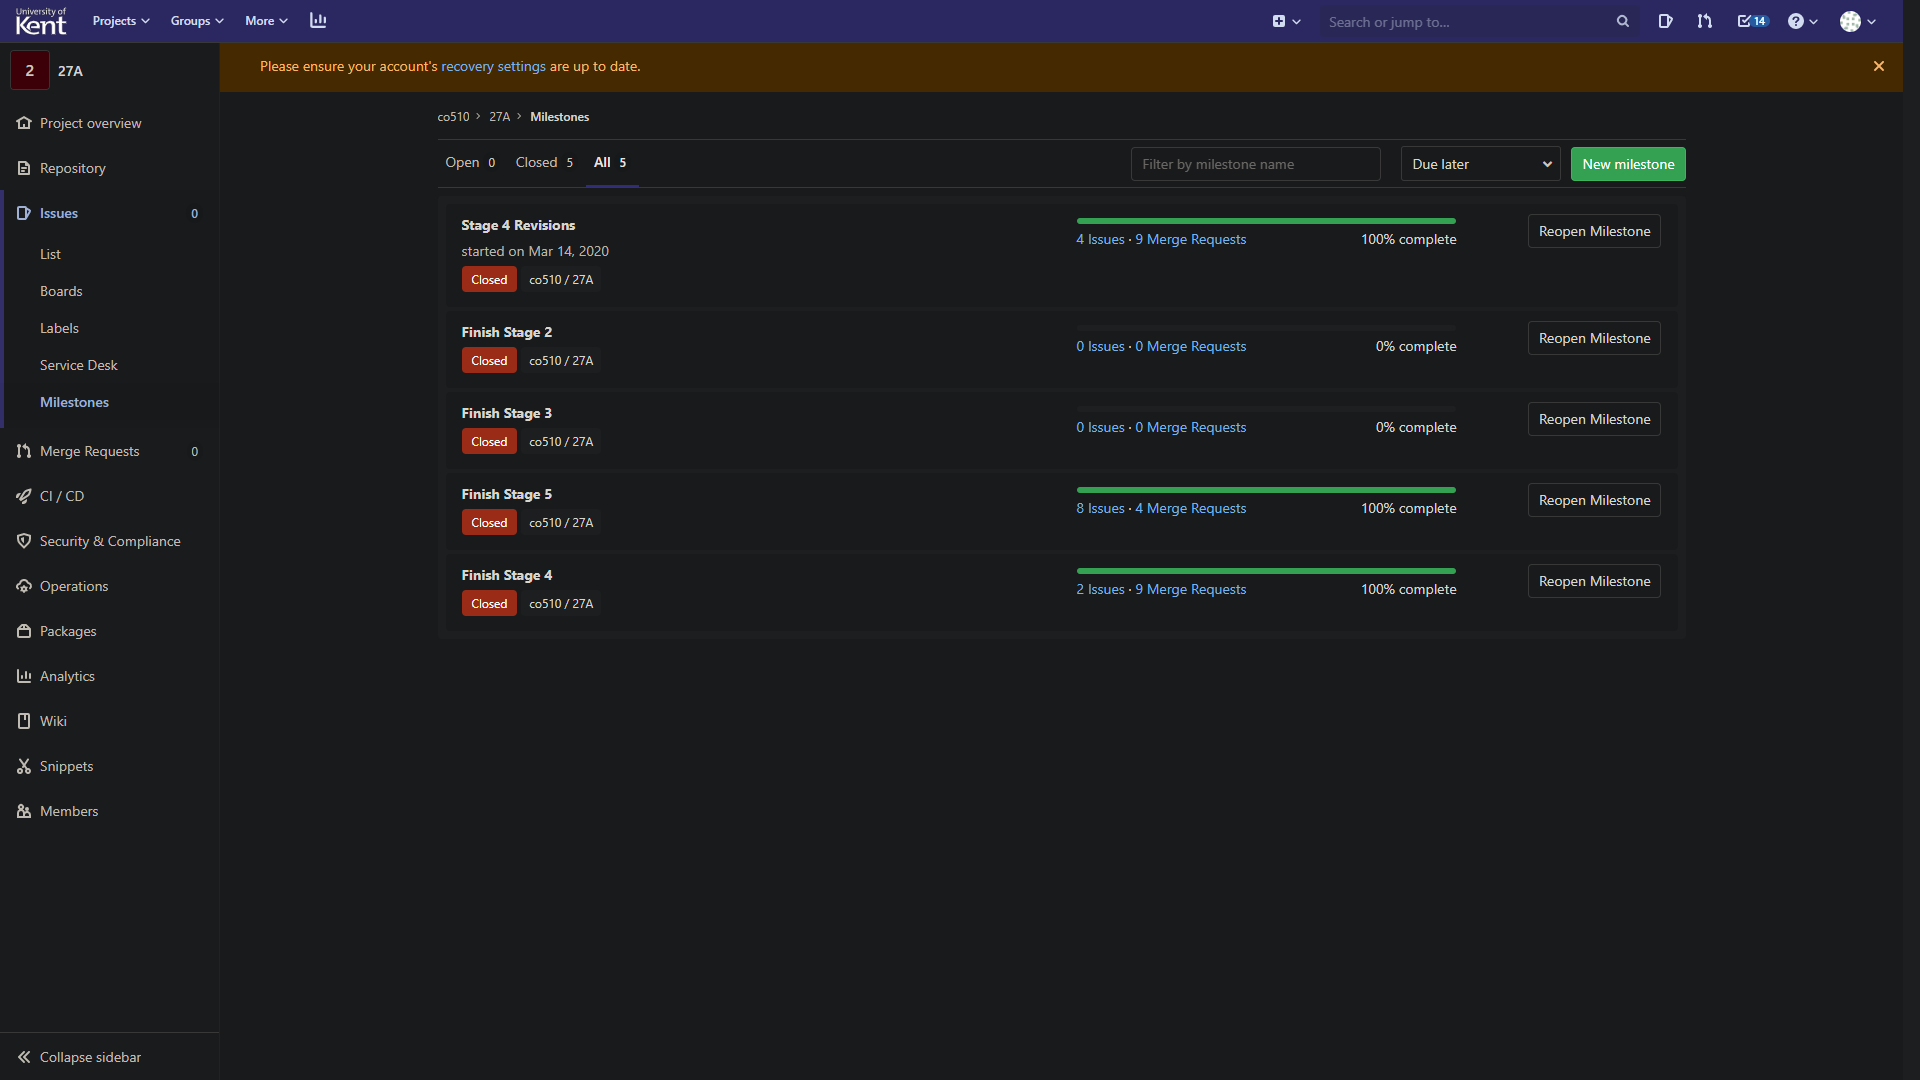 University of
Kent
Projects
Groups
More
Search or jump to...
14
2
27A
Please ensure your account's recovery settings are up to date.
Project overview
Repository
Issues 0
List
Boards
Labels
Service Desk
Milestones
Merge Requests 0
CI / CD
Security & Compliance
Operations
Packages
Analytics
Wiki
Snippets
Members
Collapse sidebar
co510 › 27A › Milestones
Open 0 Closed 5 All 5
Filter by milestone name
Due later
New milestone
Stage 4 Revisions
started on Mar 14, 2020
Closed co510 / 27A
4 Issues · 9 Merge Requests 100% complete
Reopen Milestone
Finish Stage 2
Closed co510 / 27A
0 Issues · 0 Merge Requests 0% complete
Reopen Milestone
Finish Stage 3
Closed co510 / 27A
0 Issues · 0 Merge Requests 0% complete
Reopen Milestone
Finish Stage 5
Closed co510 / 27A
8 Issues · 4 Merge Requests 100% complete
Reopen Milestone
Finish Stage 4
Closed co510 / 27A
2 Issues · 9 Merge Requests 100% complete
Reopen Milestone